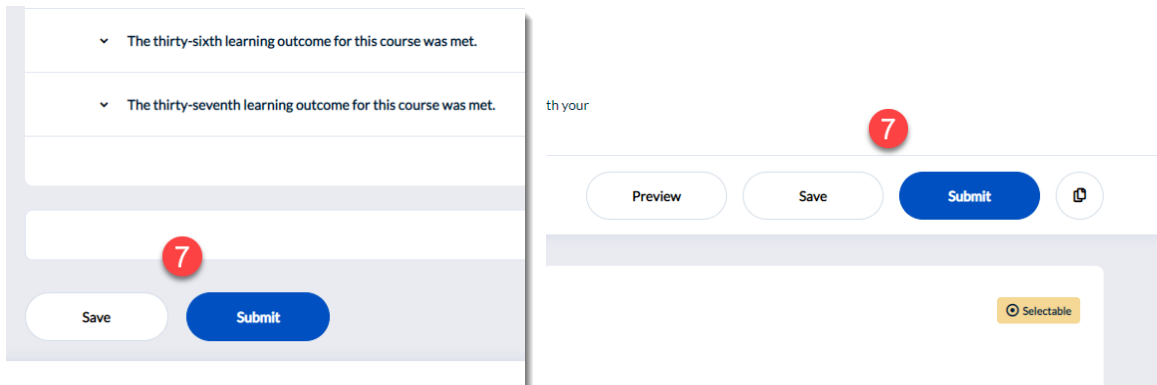 The thirty-sixth learning outcome for this course was met.
The thirty-seventh learning outcome for this course was met.
7
Save
Submit
th your
7
Preview
Save
Submit
Selectable